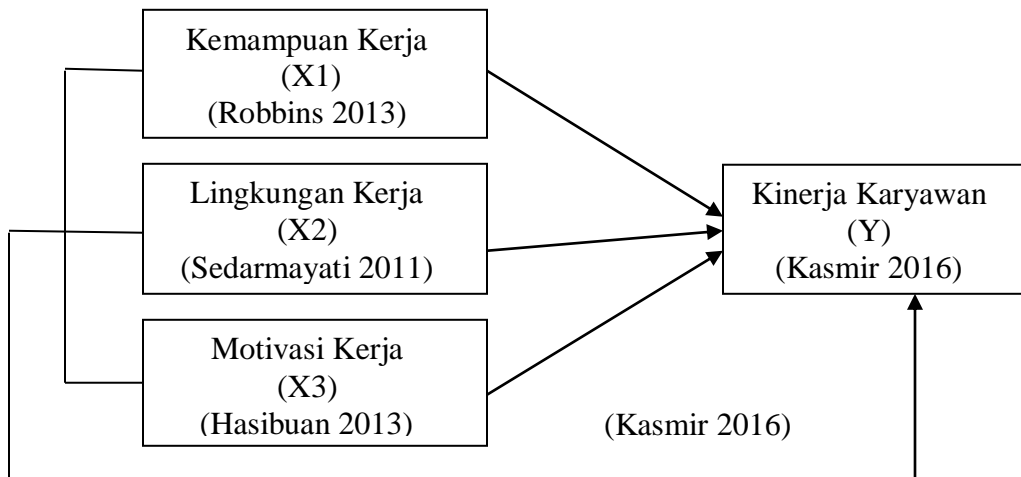 Kemampuan Kerja
(X1)
(Robbins 2013)
Lingkungan Kerja
(X2)
(Sedarmayati 2011)
Motivasi Kerja
(X3)
(Hasibuan 2013)
Kinerja Karyawan
(Y)
(Kasmir 2016)
(Kasmir 2016)